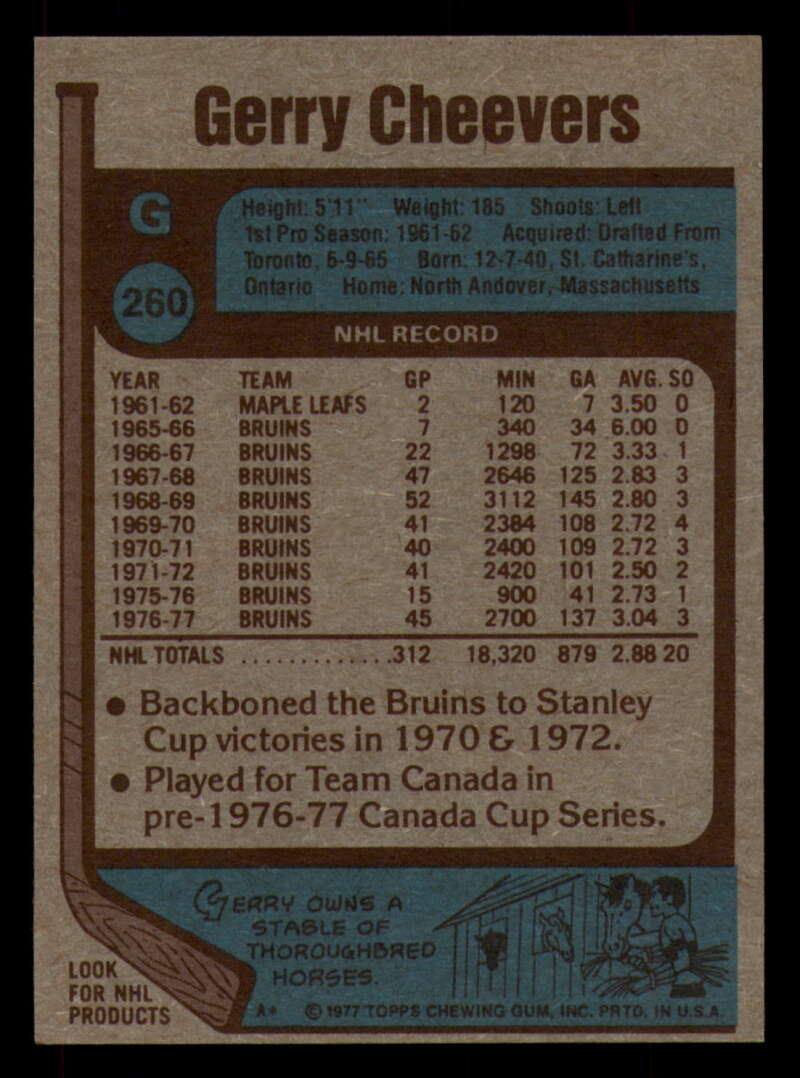 Gerry Cheevers
G
260
Height: 5'11" Weight: 185 Shoots: Left
1st Pro Season: 1961-62 Acquired: Drafted From
Toronto, 6-9-65 Born: 12-7-40, St. Catharine's,
Ontario Home: North Andover, Massachusetts
NHL RECORD
YEAR TEAM GP MIN GA AVG. SO
1961-62 MAPLE LEAFS 2 120 7 3.50 0
1965-66 BRUINS 7 340 34 6.00 0
1966-67 BRUINS 22 1298 72 3.33 1
1967-68 BRUINS 47 2646 125 2.83 3
1968-69 BRUINS 52 3112 145 2.80 3
1969-70 BRUINS 41 2384 108 2.72 4
1970-71 BRUINS 40 2400 109 2.72 3
1971-72 BRUINS 41 2420 101 2.50 2
1975-76 BRUINS 15 900 41 2.73 1
1976-77 BRUINS 45 2700 137 3.04 3
NHL TOTALS .............312 18,320 879 2.88 20
• Backboned the Bruins to Stanley
Cup victories in 1970 & 1972.
• Played for Team Canada in
pre-1976-77 Canada Cup Series.
GERRY OWNS A
STABLE OF
THOROUGHBRED
HORSES.
LOOK
FOR NHL
PRODUCTS
A* © 1977 TOPPS CHEWING GUM, INC. PRTD. IN U.S.A.